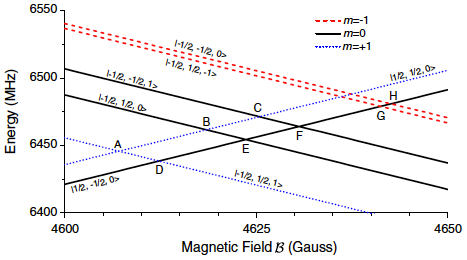 6550
6500
6450
6400
Energy (MHz)
m=-1
m=0
m=+1
|-1/2, -1/2, 0>
|-1/2, 1/2, -1>
|-1/2, -1/2, 1>
|-1/2, 1/2, 0>
|1/2, 1/2, 0>
|1/2, -1/2, 0>
|-1/2, 1/2, 1>
A
B
C
D
E
F
G
H
4600
4625
4650
Magnetic Field ℬ (Gauss)